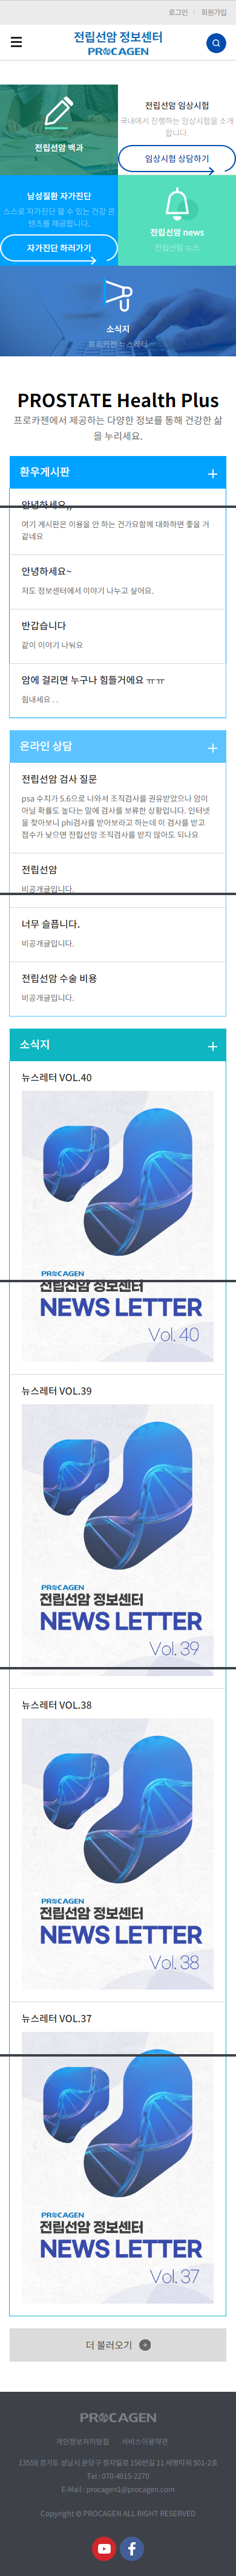 로그인
회원가입
전립선암 정보센터
PROCAGEN
전립선암 백과
전립선암 임상시험
국내에서 진행하는 임상시험을 소개
합니다.
임상시험 상담하기
남성질환 자가진단
스스로 자가진단 할 수 있는 건강 콘
텐츠를 제공합니다.
자가진단 하러가기
전립선암 news
전립선암 뉴스
소식지
프로카젠 뉴스레터
PROSTATE Health Plus
프로카젠에서 제공하는 다양한 정보를 통해 건강한 삶
을 누리세요.
환우게시판
안녕하세요,,
여기 게시판은 이용을 안 하는 건가요함께 대화하면 좋을 거
같네요
안녕하세요~
저도 정보센터에서 이야기 나누고 싶어요.
반갑습니다
같이 이야기 나눠요
암에 걸리면 누구나 힘들거에요 ㅠㅠ
힘내세요 . .
온라인 상담
전립선암 검사 질문
psa 수치가 5.6으로 나와서 조직검사를 권유받았으나 암이
아닐 확률도 높다는 말에 검사를 보류한 상황입니다. 인터넷
을 찾아보니 phi검사를 받아보라고 하는데 이 검사를 받고
점수가 낮으면 전립선암 조직검사를 받지 않아도 되나요
전립선암
비공개글입니다.
너무 슬픕니다.
비공개글입니다.
전립선암 수술 비용
비공개글입니다.
소식지
뉴스레터 VOL.40
PROCAGEN
전립선암 정보센터
NEWS LETTER
Vol. 40
뉴스레터 VOL.39
PROCAGEN
전립선암 정보센터
NEWS LETTER
Vol. 39
뉴스레터 VOL.38
PROCAGEN
전립선암 정보센터
NEWS LETTER
Vol. 38
뉴스레터 VOL.37
PROCAGEN
전립선암 정보센터
NEWS LETTER
Vol. 37
더 불러오기
PROCAGEN
개인정보처리방침
서비스이용약관
13558 경기도 성남시 분당구 정자일로 156번길 11 세명타워 501-2호
Tel : 070-4915-2270
E-Mail : procagen1@procagen.com
Copyright © PROCAGEN ALL RIGHT RESERVED